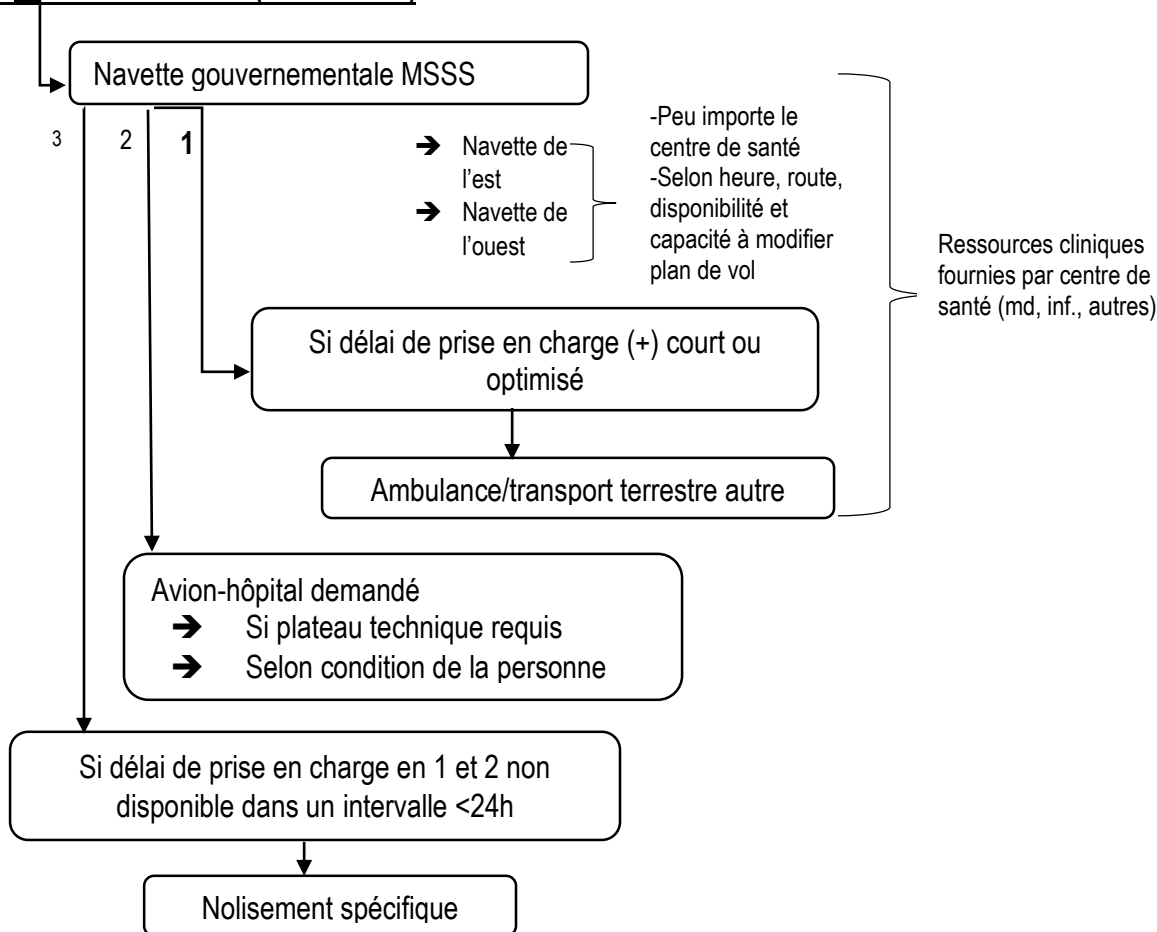 Navette gouvernementale MSSS
3
2
1
➔ Navette de
l'est
➔ Navette de
l'ouest
-Peu importe le
centre de santé
-Selon heure, route,
disponibilité et
capacité à modifier
plan de vol
Ressources cliniques
fournies par centre de
santé (md, inf., autres)
Si délai de prise en charge (+) court ou
optimisé
Ambulance/transport terrestre autre
Avion-hôpital demandé
➔ Si plateau technique requis
➔ Selon condition de la personne
Si délai de prise en charge en 1 et 2 non
disponible dans un intervalle <24h
Nolisement spécifique